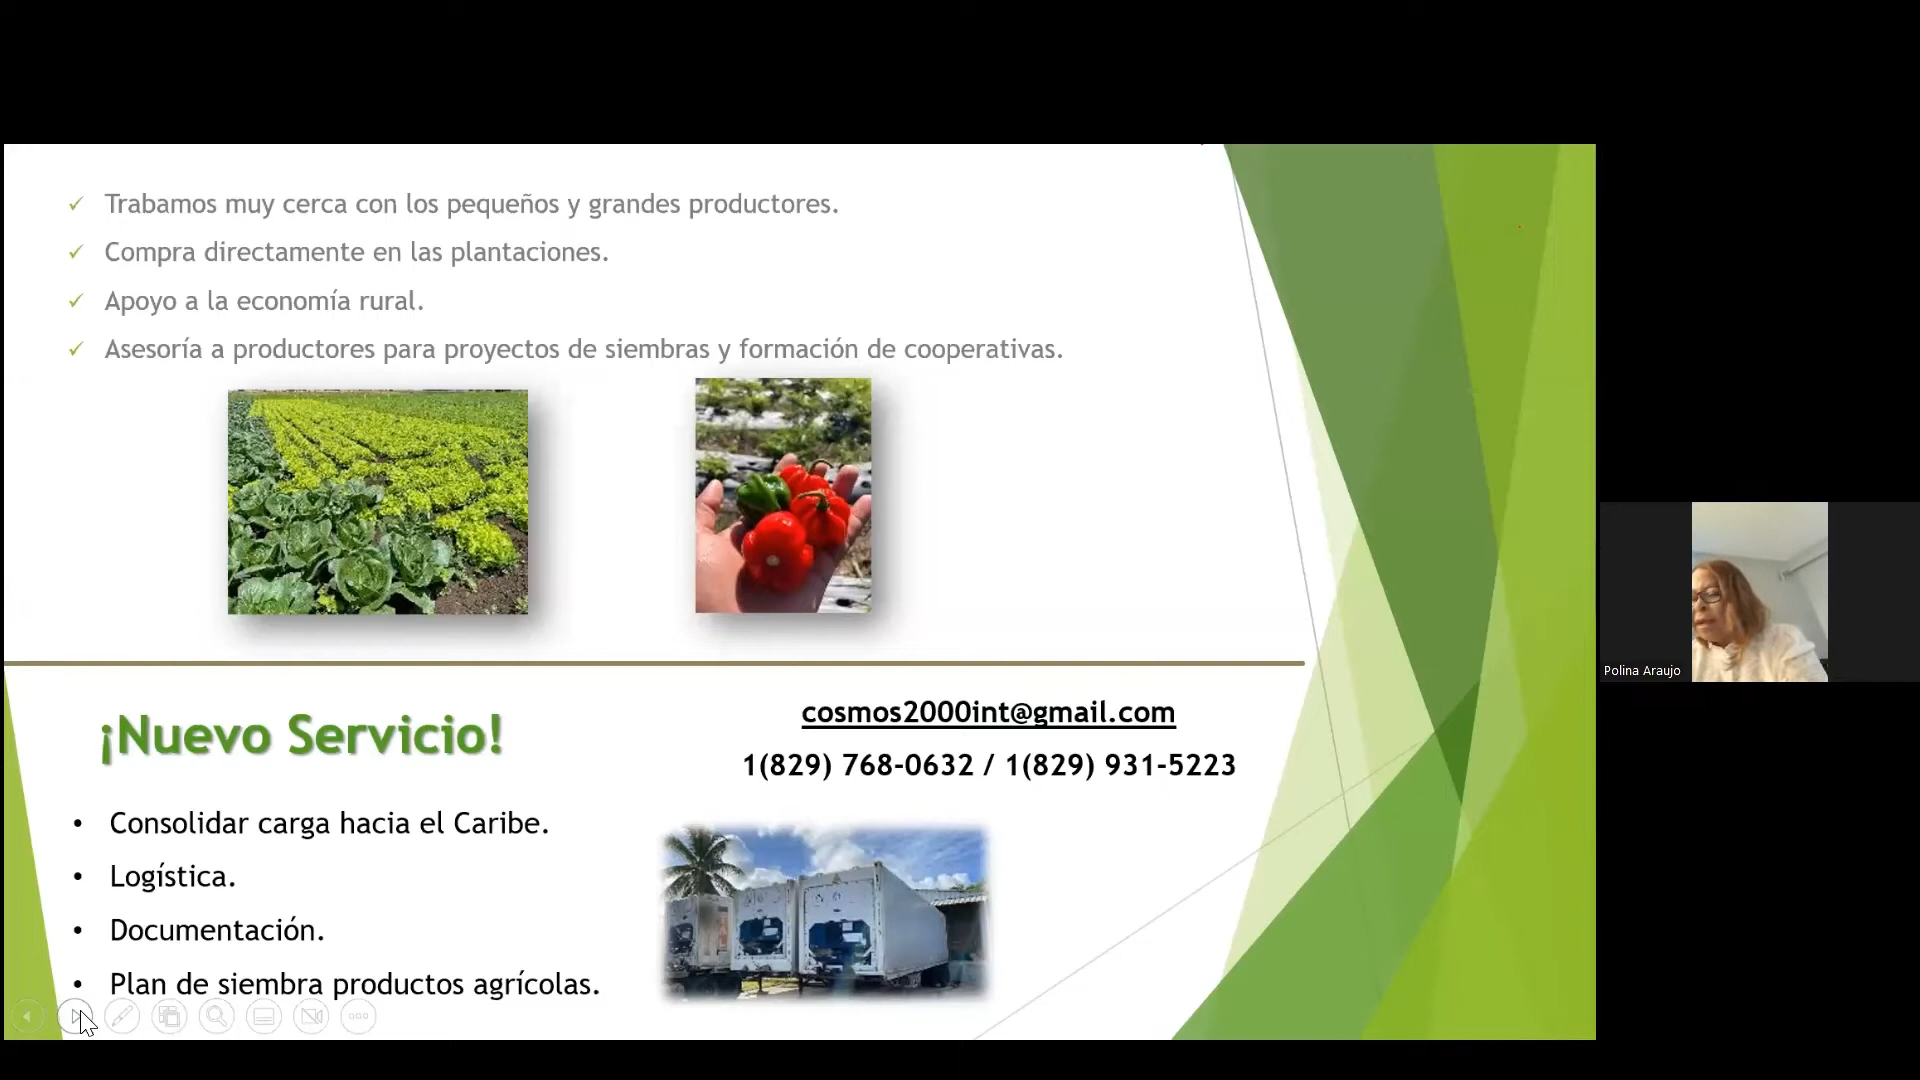 Trabamos muy cerca con los pequeños y grandes productores.
Compra directamente en las plantaciones.
Apoyo a la economía rural.
Asesoría a productores para proyectos de siembras y formación de cooperativas.
¡Nuevo Servicio!
cosmos2000int@gmail.com
1(829) 768-0632 / 1(829) 931-5223
Consolidar carga hacia el Caribe.
Logística.
Documentación.
Plan de siembra productos agrícolas.
Polina Araujo